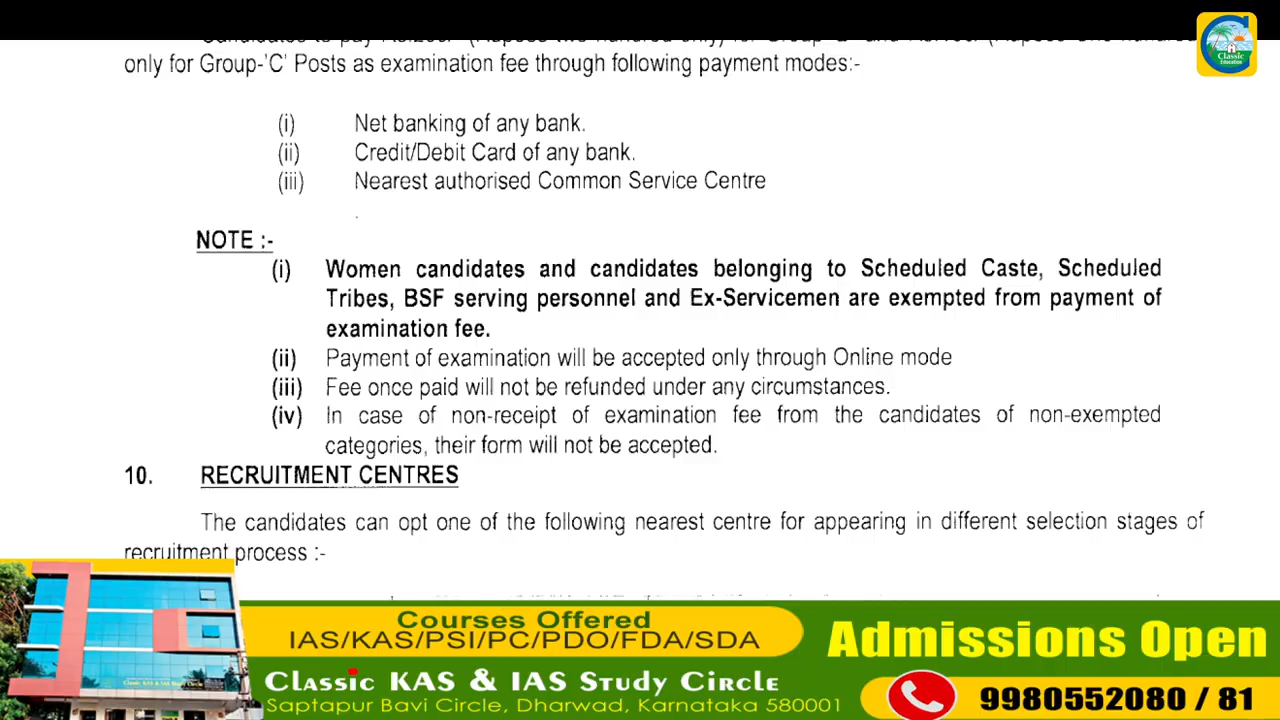 only for Group-'C' Posts as examination fee through following payment modes:-
(i) Net banking of any bank.
(ii) Credit/Debit Card of any bank.
(iii) Nearest authorised Common Service Centre
NOTE :-
(i) Women candidates and candidates belonging to Scheduled Caste, Scheduled
Tribes, BSF serving personnel and Ex-Servicemen are exempted from payment of
examination fee.
(ii) Payment of examination will be accepted only through Online mode
(iii) Fee once paid will not be refunded under any circumstances.
(iv) In case of non-receipt of examination fee from the candidates of non-exempted
categories, their form will not be accepted.
10. RECRUITMENT CENTRES
The candidates can opt one of the following nearest centre for appearing in different selection stages of
recruitment process :-
Classic
Education
Courses Offered
IAS/KAS/PSI/PC/PDO/FDA/SDA
Classic KAS & IAS Study Circle
Saptapur Bavi Circle, Dharwad, Karnataka 580001
Admissions Open
9980552080 / 81
Classic KAS & IAS Study Circle